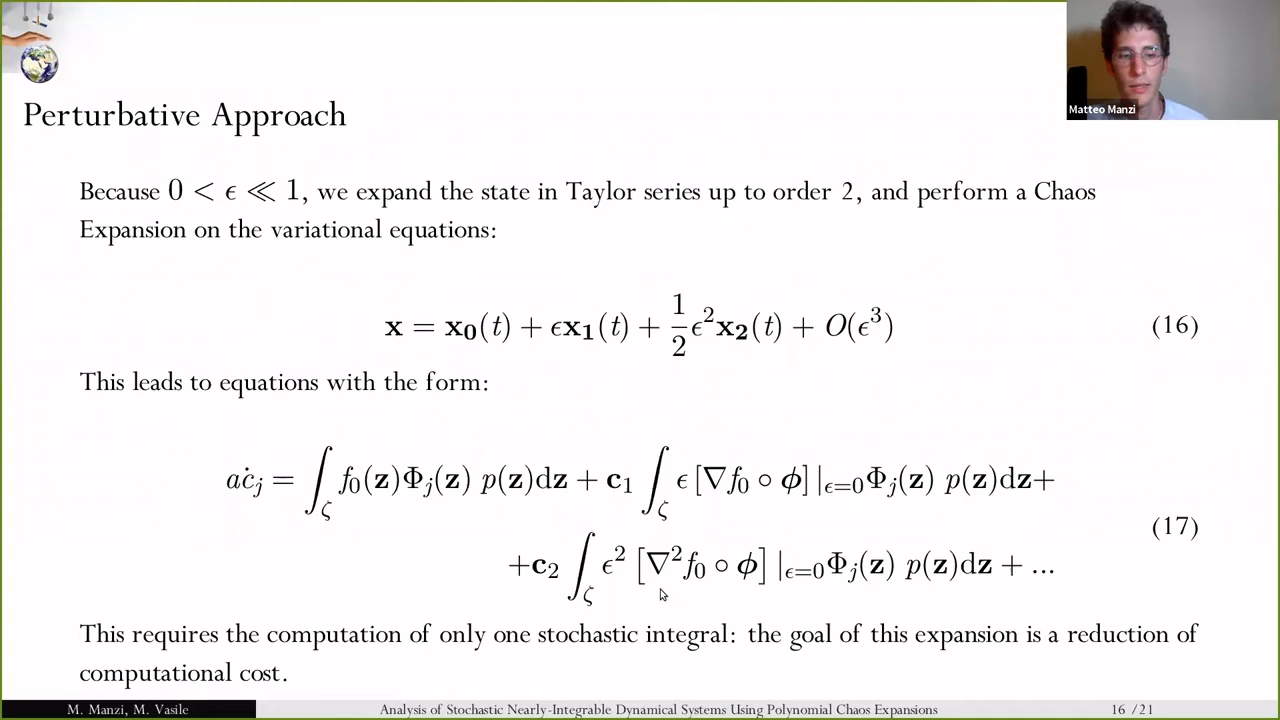 Matteo Manzi
Perturbative Approach
Because 0 < ϵ ≪ 1, we expand the state in Taylor series up to order 2, and perform a Chaos
Expansion on the variational equations:
x = x₀(t) + ϵx₁(t) + 1/2 ϵ²x₂(t) + O(ϵ³) (16)
This leads to equations with the form:
aċⱼ = ∫_ζ f₀(z)Φⱼ(z) p(z)dz + c₁ ∫_ζ ϵ [∇f₀ ∘ ϕ] |_{ϵ=0}Φⱼ(z) p(z)dz+
+c₂ ∫_ζ ϵ² [∇²f₀ ∘ ϕ] |_{ϵ=0}Φⱼ(z) p(z)dz + ... (17)
This requires the computation of only one stochastic integral: the goal of this expansion is a reduction of
computational cost.
M. Manzi, M. Vasile Analysis of Stochastic Nearly-Integrable Dynamical Systems Using Polynomial Chaos Expansions 16 /21